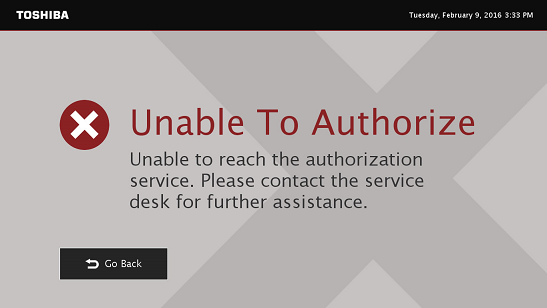 TOSHIBA
Tuesday, February 9, 2016 3:33 PM
Unable To Authorize
Unable to reach the authorization
service. Please contact the service
desk for further assistance.
Go Back